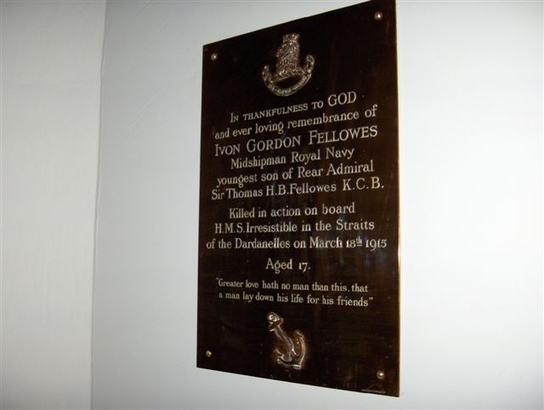 IN THANKFULNESS TO GOD
and ever loving remembrance of
IVON GORDON FELLOWES
Midshipman Royal Navy
youngest son of Rear Admiral
Sir Thomas H.B. Fellowes K.C.B.
Killed in action on board
H.M.S. Irresistible in the Straits
of the Dardanelles on March 18th 1915
Aged 17.
"Greater love hath no man than this, that
a man lay down his life for his friends"